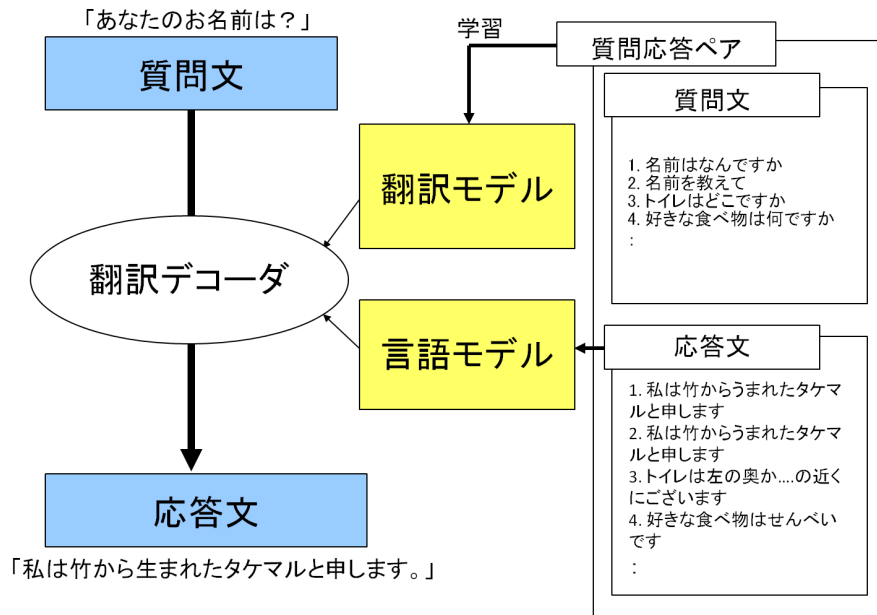 「あなたのお名前は？」
質問文
翻訳デコーダ
応答文
「私は竹から生まれたタケマルと申します。」
学習
翻訳モデル
言語モデル
質問応答ペア
質問文
1. 名前はなんですか
2. 名前を教えて
3. トイレはどこですか
4. 好きな食べ物は何ですか
:
応答文
1. 私は竹からうまれたタケマ
ルと申します
2. 私は竹からうまれたタケマ
ルと申します
3.トイレは左の奥か....の近く
にございます
4. 好きな食べ物はせんべい
です
: